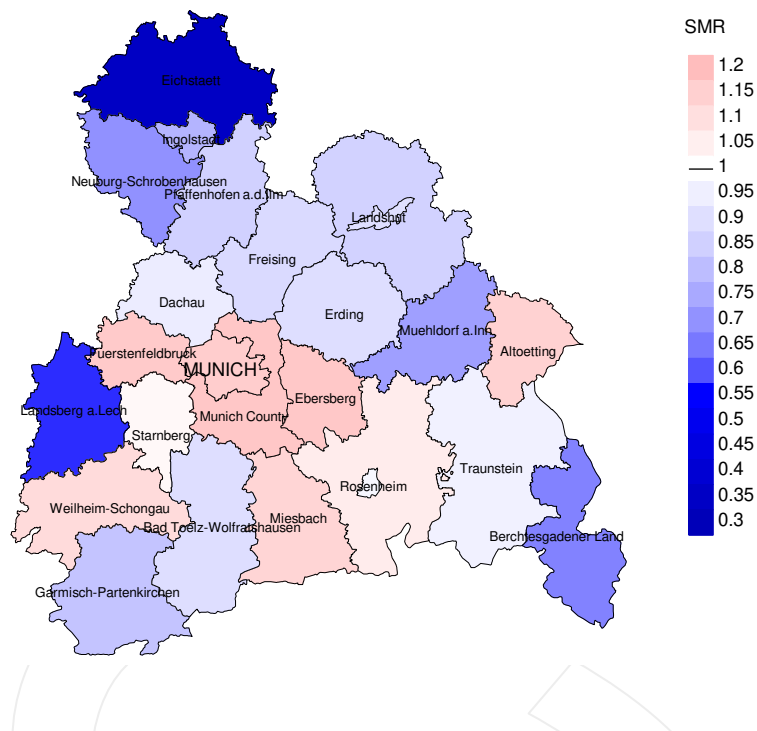 SMR
1.2
1.15
1.1
1.05
1
0.95
0.9
0.85
0.8
0.75
0.7
0.65
0.6
0.55
0.5
0.45
0.4
0.35
0.3
Eichstaett
Ingolstadt
Neuburg-Schrobenhausen
Pfaffenhofen a.d.Ilm
Landshut
Freising
Dachau
Erding
Muehldorf a.Inn
Altoetting
Fuerstenfeldbruck
MUNICH
Ebersberg
Landsberg a.Lech
Munich County
Starnberg
Traunstein
Rosenheim
Weilheim-Schongau
Miesbach
Bad Toelz-Wolfratshausen
Berchtesgadener Land
Garmisch-Partenkirchen